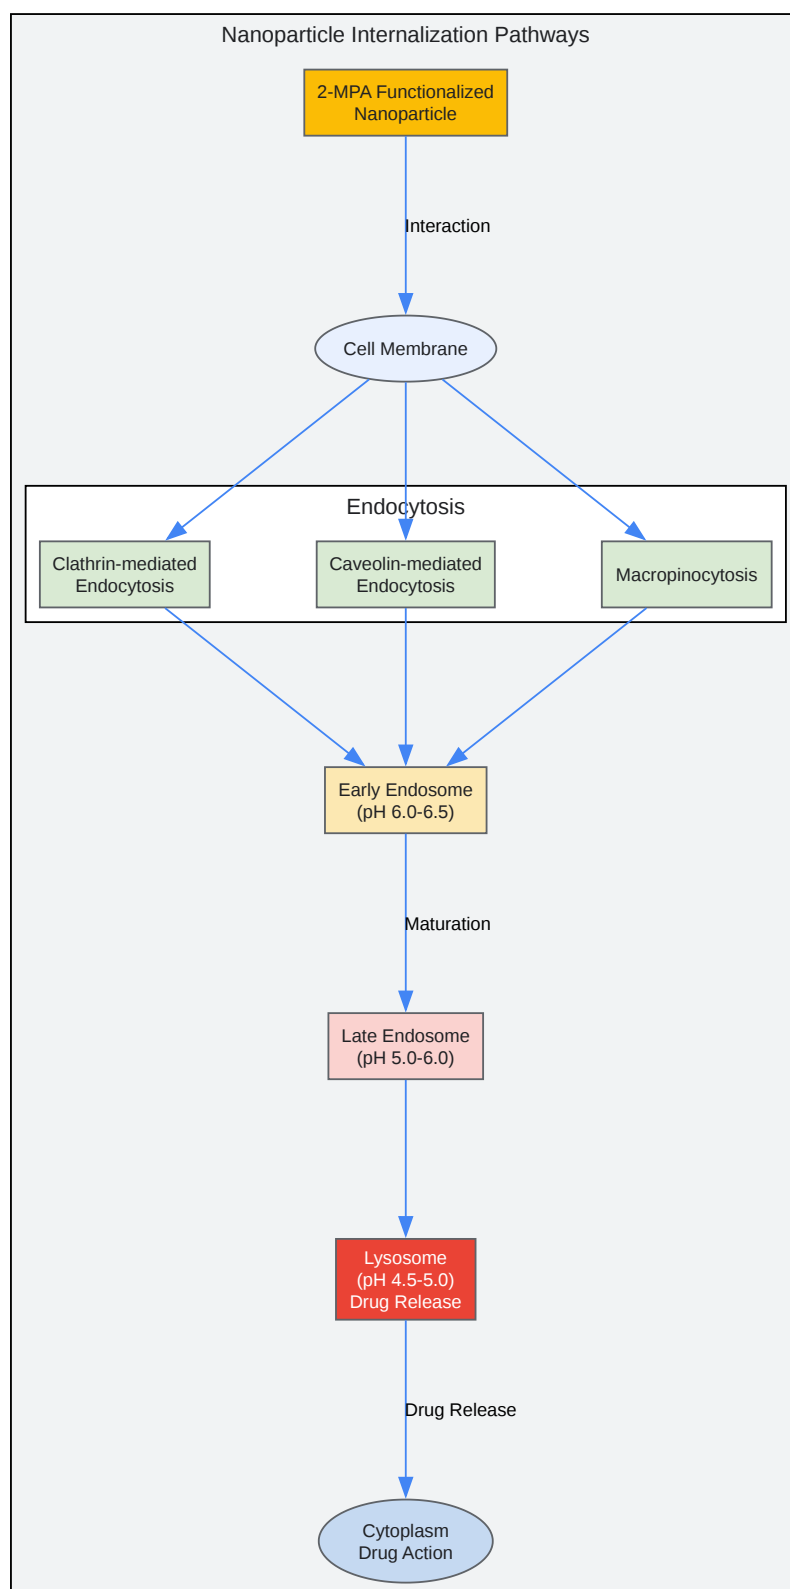 Nanoparticle Internalization Pathways
2-MPA Functionalized
Nanoparticle
Interaction
Cell Membrane
Endocytosis
Clathrin-mediated
Endocytosis
Caveolin-mediated
Endocytosis
Macropinocytosis
Early Endosome
(pH 6.0-6.5)
Maturation
Late Endosome
(pH 5.0-6.0)
Lysosome
(pH 4.5-5.0)
Drug Release
Drug Release
Cytoplasm
Drug Action